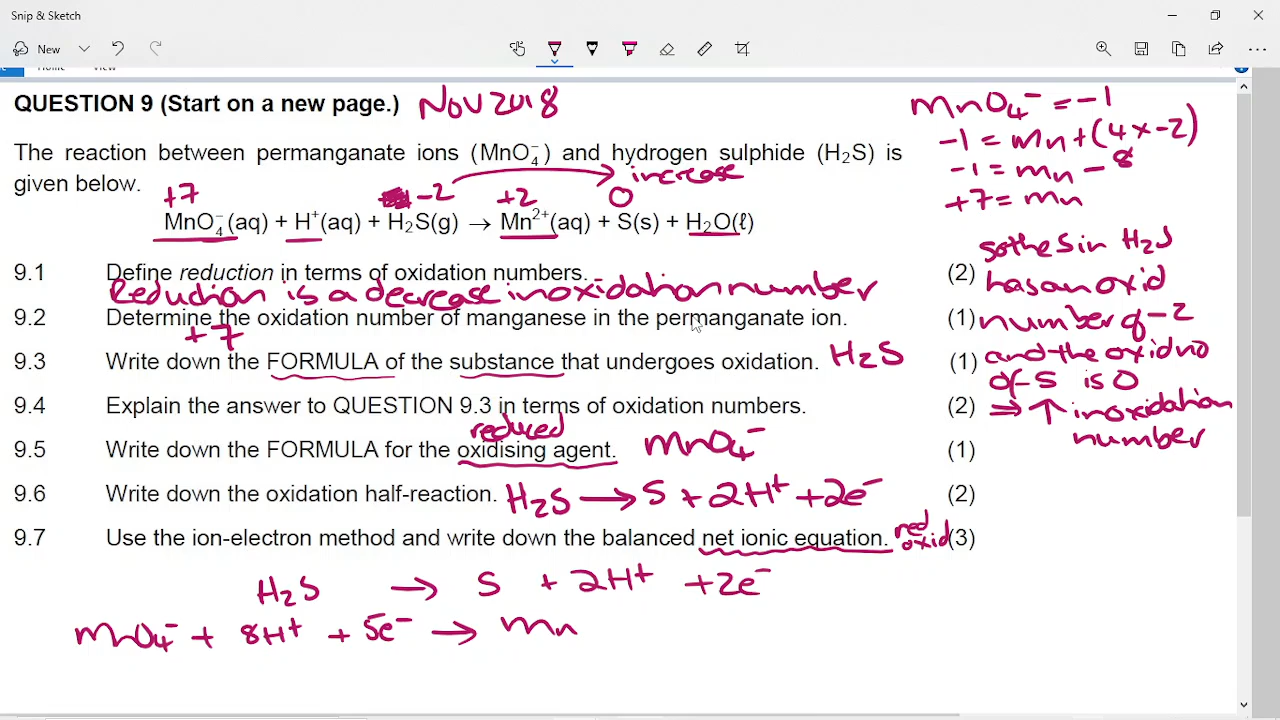 Snip & Sketch
New
QUESTION 9 (Start on a new page.) Nov 2018
The reaction between permanganate ions (MnO₄⁻) and hydrogen sulphide (H₂S) is
given below.
increase
+7 -2 +2 0
MnO₄⁻(aq) + H⁺(aq) + H₂S(g) → Mn²⁺(aq) + S(s) + H₂O(ℓ)
9.1 Define reduction in terms of oxidation numbers. (2)
Reduction is a decrease in oxidation number
9.2 Determine the oxidation number of manganese in the permanganate ion. (1)
+7
9.3 Write down the FORMULA of the substance that undergoes oxidation. H₂S (1)
9.4 Explain the answer to QUESTION 9.3 in terms of oxidation numbers. (2)
reduced
9.5 Write down the FORMULA for the oxidising agent. MnO₄⁻ (1)
9.6 Write down the oxidation half-reaction. H₂S → S + 2H⁺ + 2e⁻ (2)
9.7 Use the ion-electron method and write down the balanced net ionic equation. red oxid (3)
H₂S → S + 2H⁺ + 2e⁻
MnO₄⁻ + 8H⁺ + 5e⁻ → Mn
MnO₄⁻ = -1
-1 = Mn + (4 x -2)
-1 = Mn - 8
+7 = Mn
so the S in H₂S
has an oxid
number of -2
and the oxid no
of S is 0
⇒ ↑ in oxidation
number